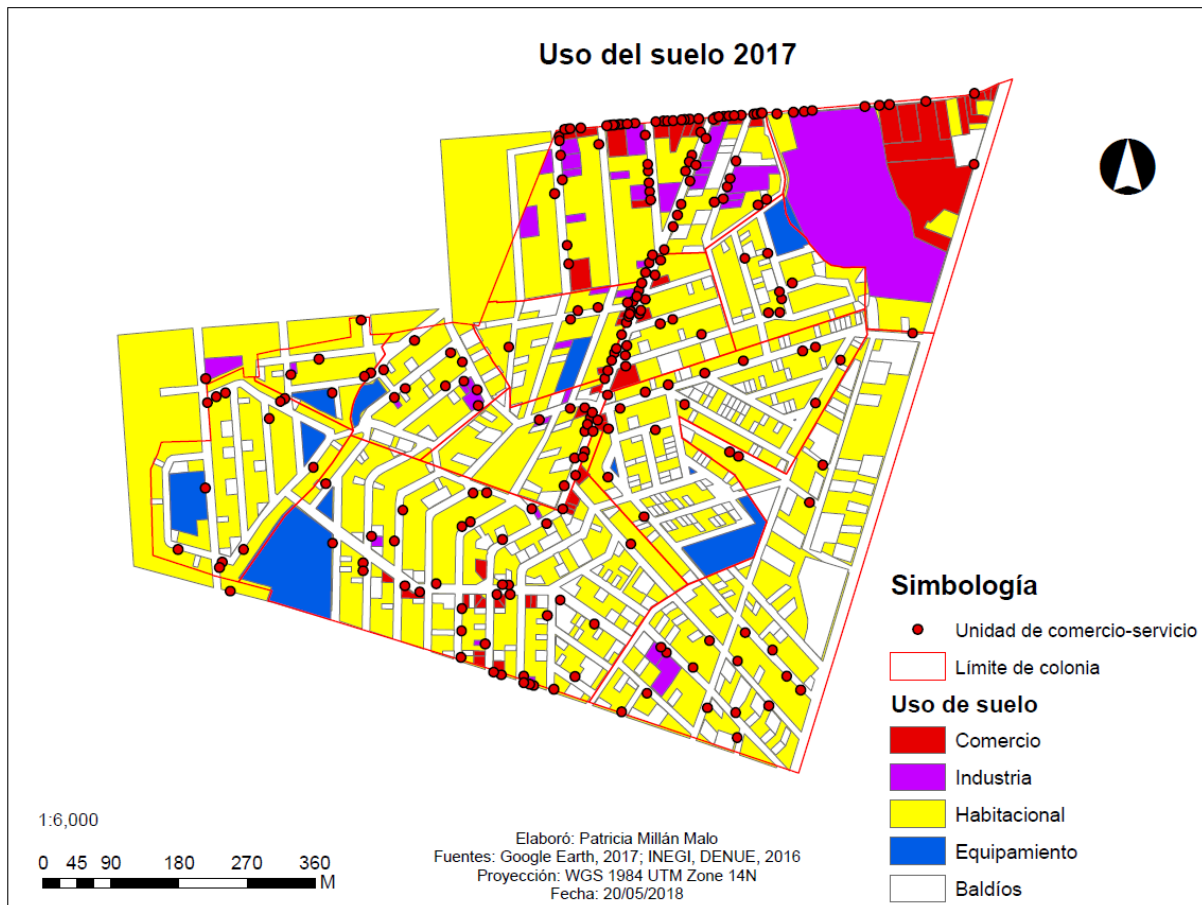 Uso del suelo 2017
Simbología
Unidad de comercio-servicio
Límite de colonia
Uso de suelo
Comercio
Industria
Habitacional
Equipamiento
Baldíos
1:6,000
0 45 90 180 270 360
M
Elaboró: Patricia Millán Malo
Fuentes: Google Earth, 2017; INEGI, DENUE, 2016
Proyección: WGS 1984 UTM Zone 14N
Fecha: 20/05/2018